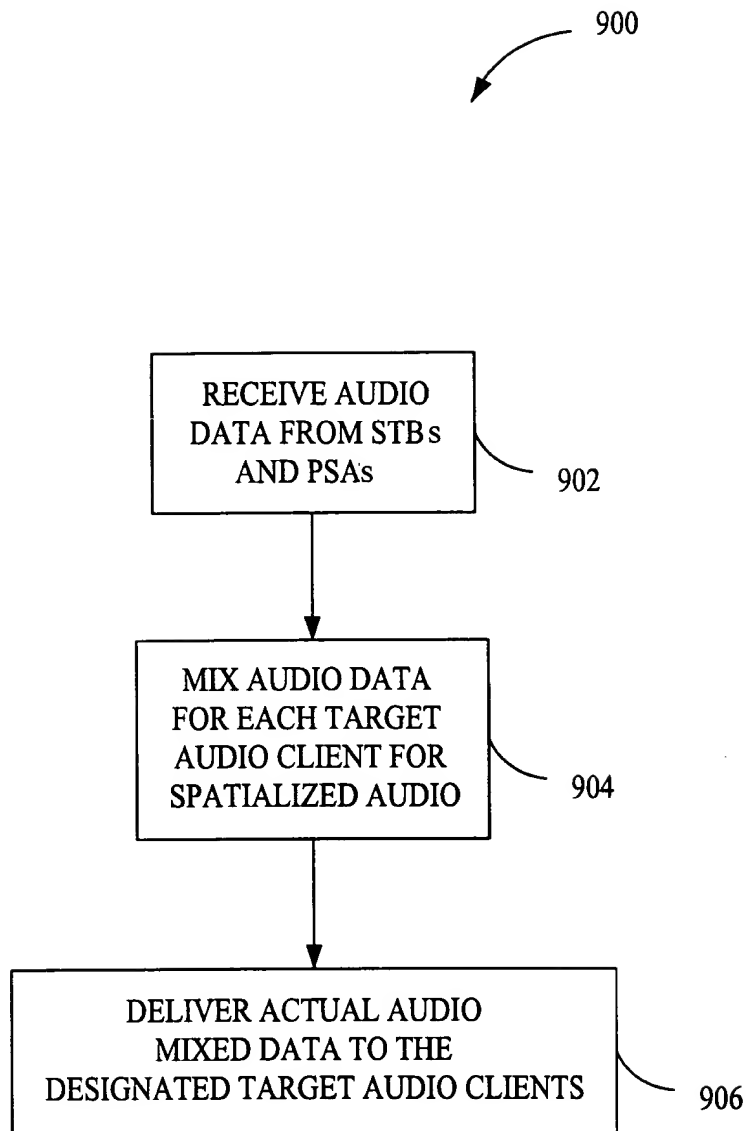 900
RECEIVE AUDIO
DATA FROM STBs
AND PSAs
902
MIX AUDIO DATA
FOR EACH TARGET
AUDIO CLIENT FOR
SPATIALIZED AUDIO
904
DELIVER ACTUAL AUDIO
MIXED DATA TO THE
DESIGNATED TARGET AUDIO CLIENTS
906